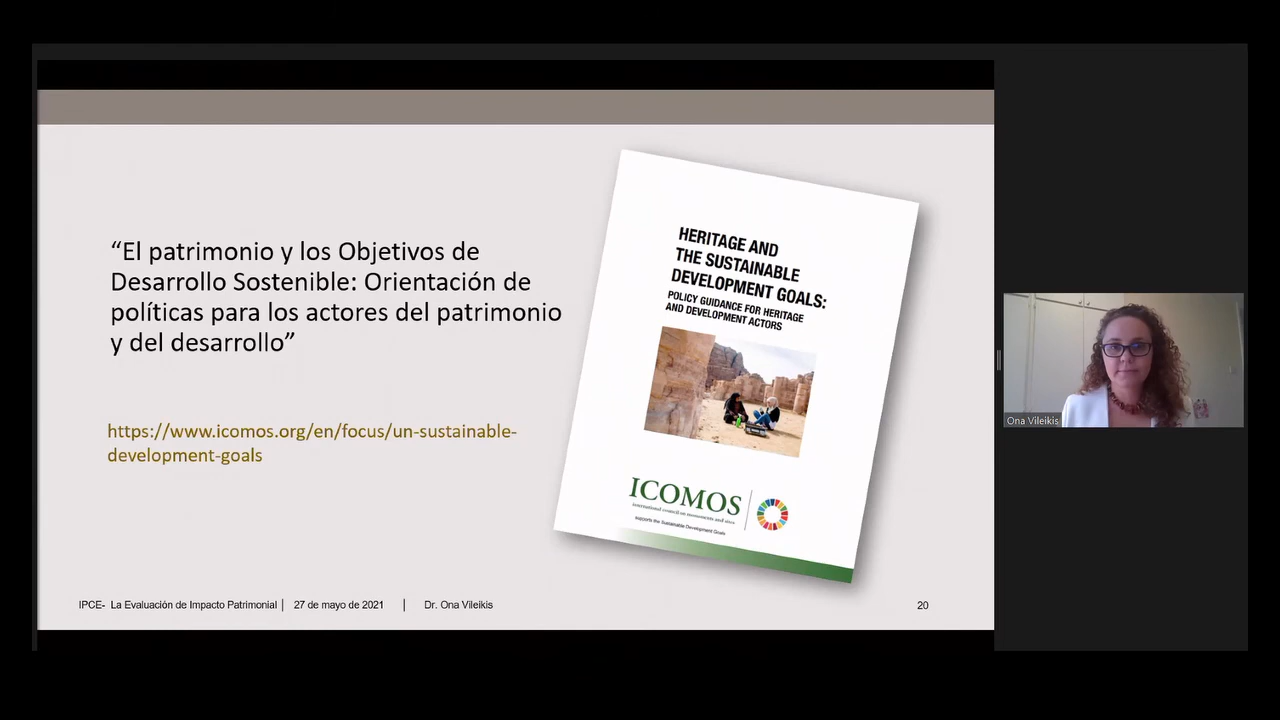 “El patrimonio y los Objetivos de
Desarrollo Sostenible: Orientación de
políticas para los actores del patrimonio
y del desarrollo”
https://www.icomos.org/en/focus/un-sustainable-
development-goals
HERITAGE AND
THE SUSTAINABLE
DEVELOPMENT GOALS:
POLICY GUIDANCE FOR HERITAGE
AND DEVELOPMENT ACTORS
ICOMOS
international council on monuments and sites
supports the Sustainable Development Goals
IPCE- La Evaluación de Impacto Patrimonial | 27 de mayo de 2021 | Dr. Ona Vileikis
20
Ona Vileikis